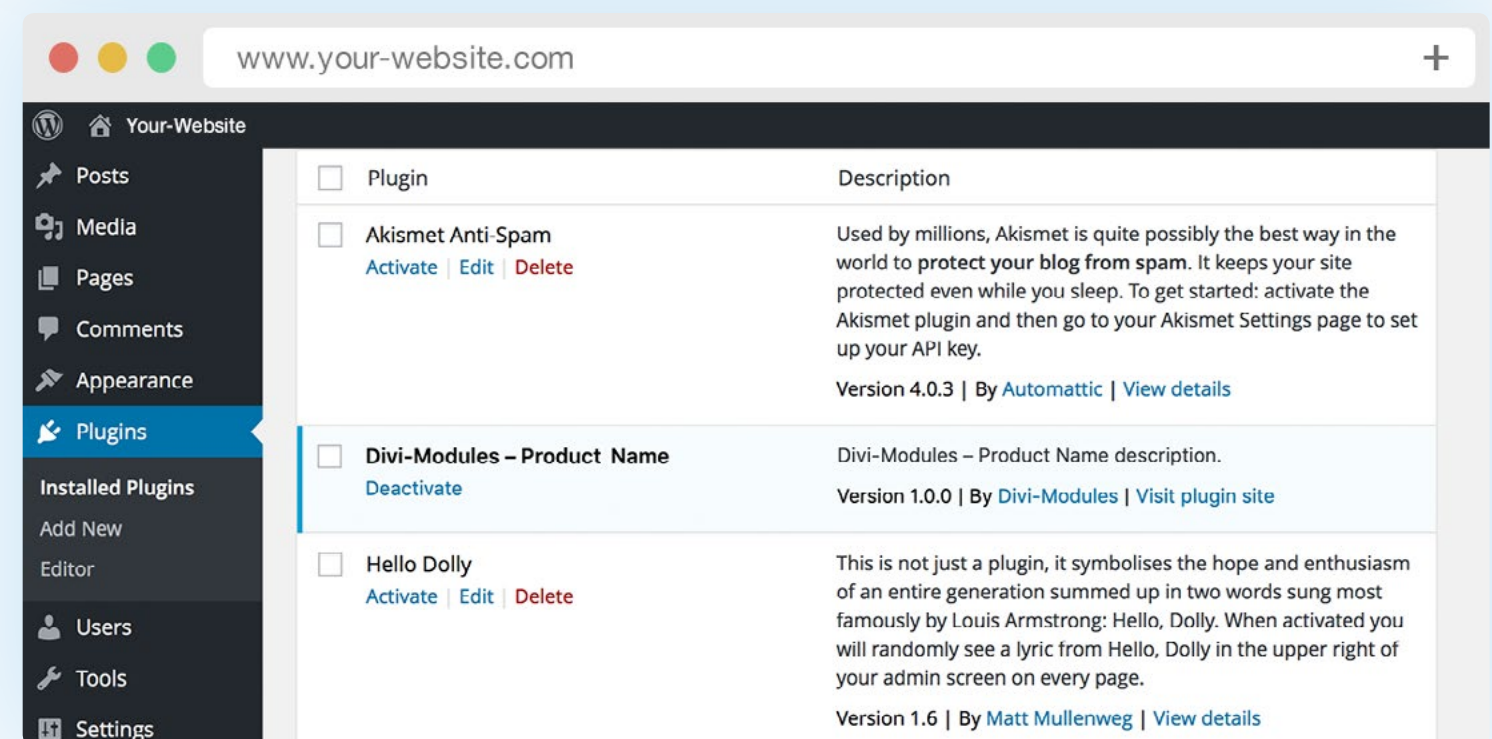 www.your-website.com +
Your-Website
Posts
Media
Pages
Comments
Appearance
Plugins
Installed Plugins
Add New
Editor
Users
Tools
Settings
Plugin
Description
Akismet Anti-Spam
Activate | Edit | Delete
Used by millions, Akismet is quite possibly the best way in the
world to protect your blog from spam. It keeps your site
protected even while you sleep. To get started: activate the
Akismet plugin and then go to your Akismet Settings page to set
up your API key.
Version 4.0.3 | By Automattic | View details
Divi-Modules – Product Name
Deactivate
Divi-Modules – Product Name description.
Version 1.0.0 | By Divi-Modules | Visit plugin site
Hello Dolly
Activate | Edit | Delete
This is not just a plugin, it symbolises the hope and enthusiasm
of an entire generation summed up in two words sung most
famously by Louis Armstrong: Hello, Dolly. When activated you
will randomly see a lyric from Hello, Dolly in the upper right of
your admin screen on every page.
Version 1.6 | By Matt Mullenweg | View details